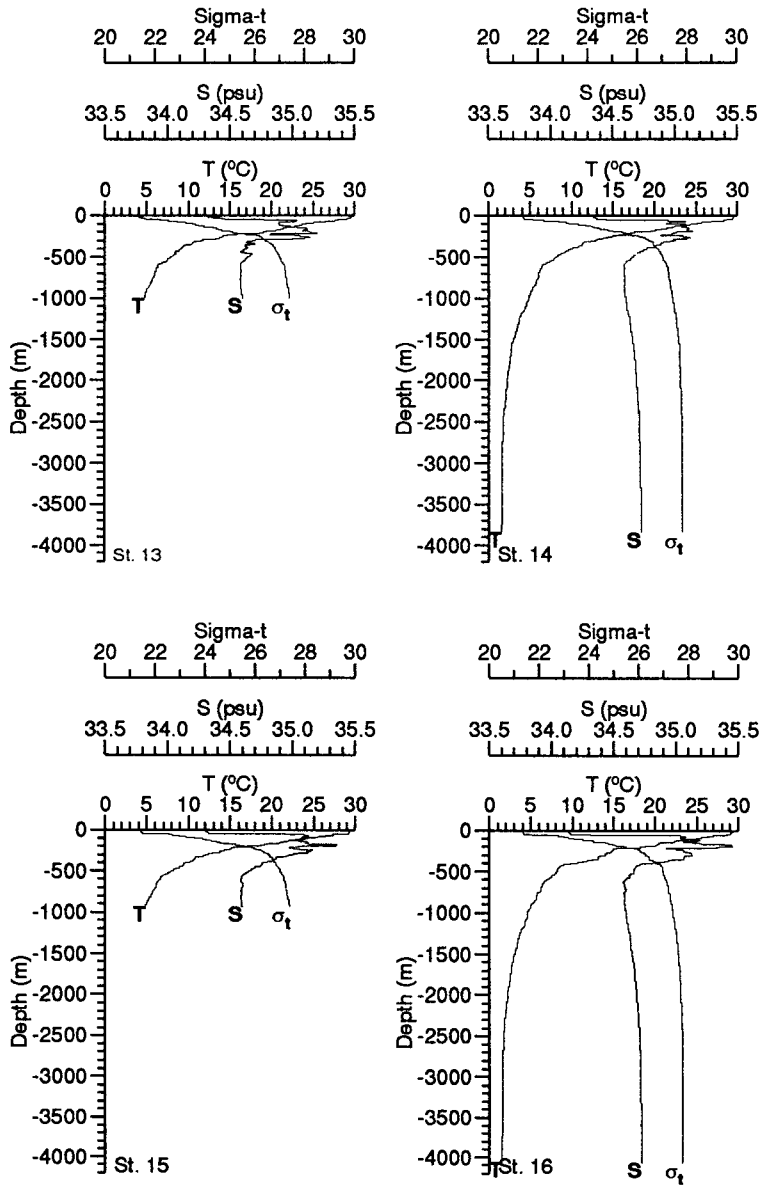 Sigma-t
20 22 24 26 28 30
S (psu)
33.5 34.0 34.5 35.0 35.5
T (ºC)
0 5 10 15 20 25 30
Depth (m)
0
-500
-1000
-1500
-2000
-2500
-3000
-3500
-4000
T S σt
St. 13
Sigma-t
20 22 24 26 28 30
S (psu)
33.5 34.0 34.5 35.0 35.5
T (ºC)
0 5 10 15 20 25 30
Depth (m)
0
-500
-1000
-1500
-2000
-2500
-3000
-3500
-4000
T S σt
St. 14
Sigma-t
20 22 24 26 28 30
S (psu)
33.5 34.0 34.5 35.0 35.5
T (ºC)
0 5 10 15 20 25 30
Depth (m)
0
-500
-1000
-1500
-2000
-2500
-3000
-3500
-4000
T S σt
St. 15
Sigma-t
20 22 24 26 28 30
S (psu)
33.5 34.0 34.5 35.0 35.5
T (ºC)
0 5 10 15 20 25 30
Depth (m)
0
-500
-1000
-1500
-2000
-2500
-3000
-3500
-4000
T S σt
St. 16